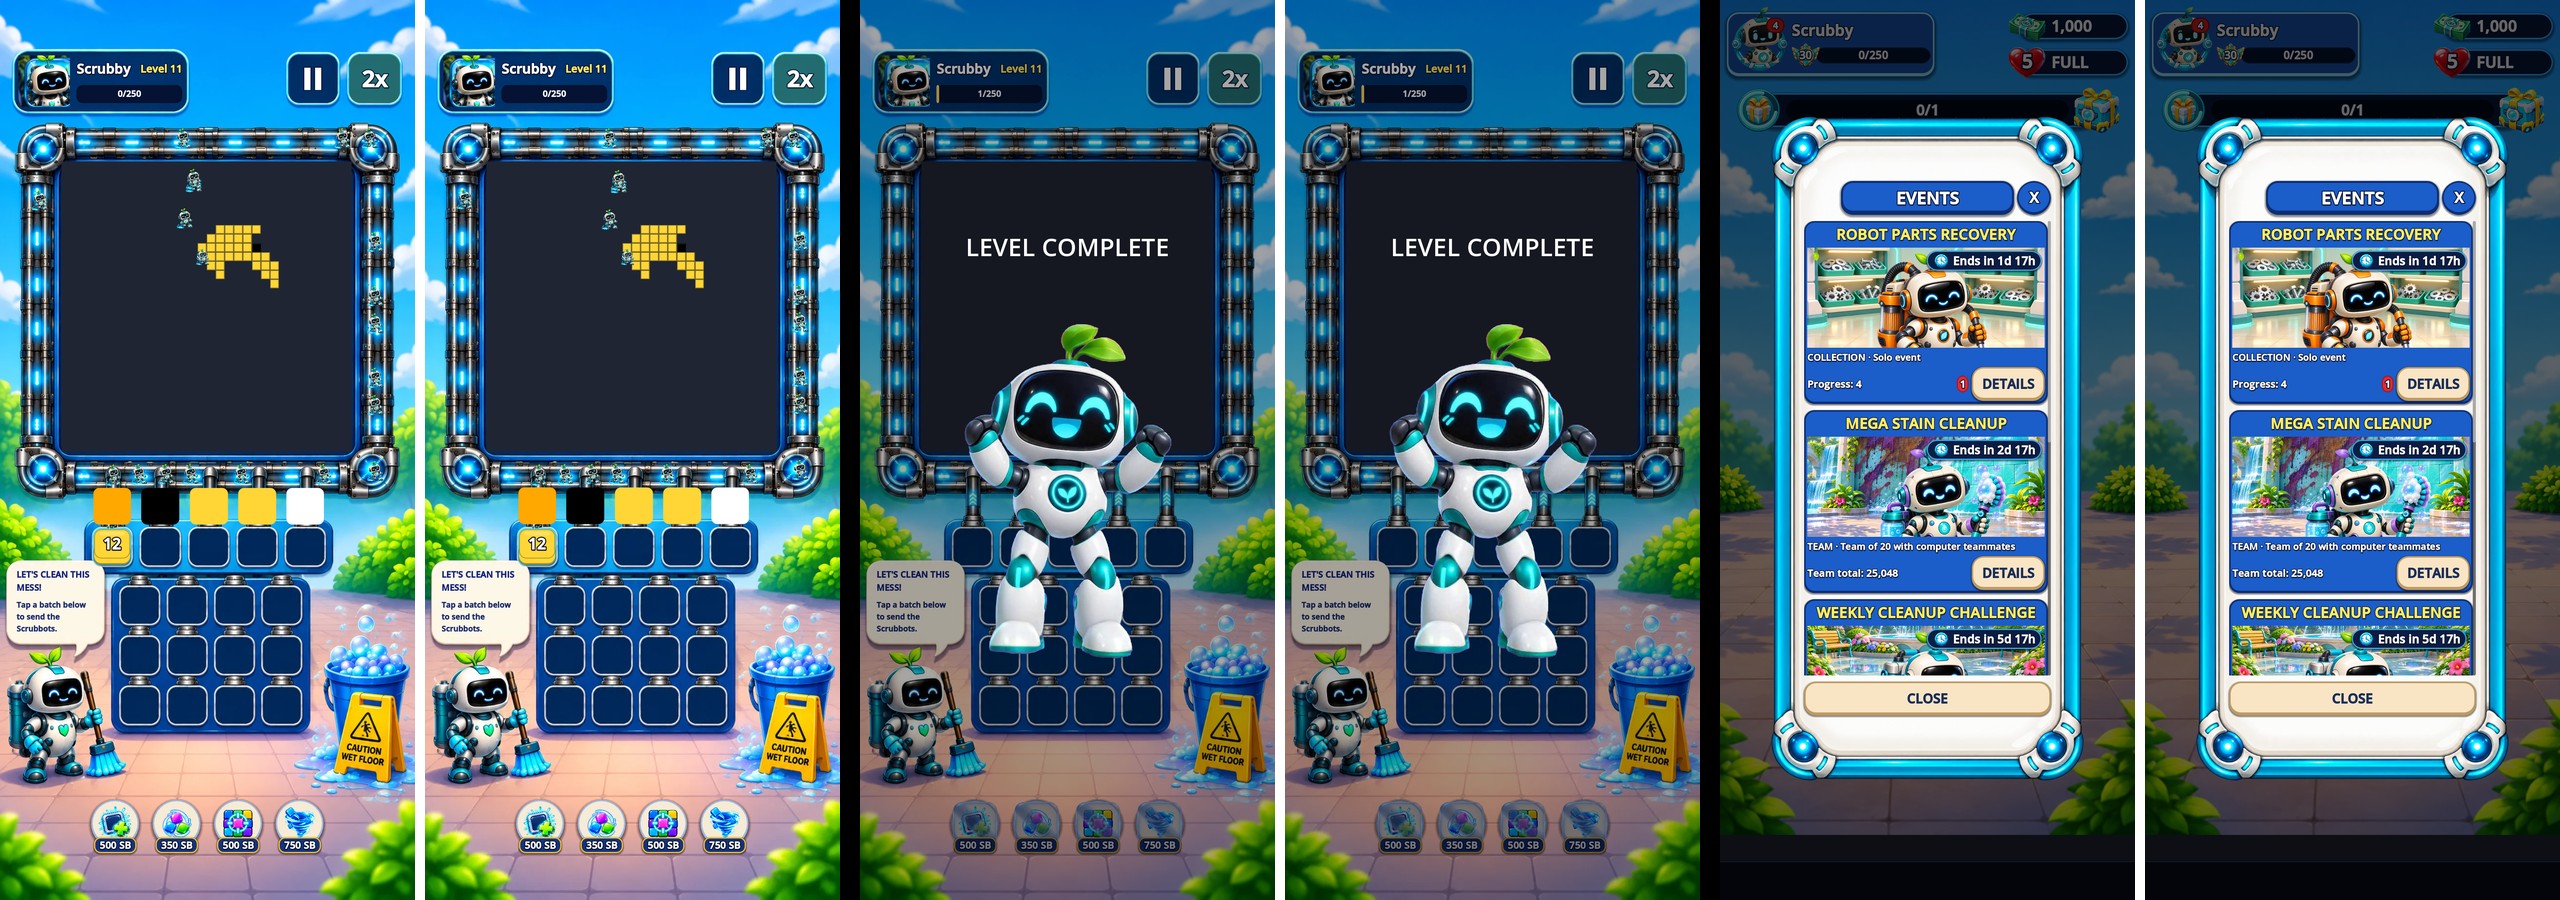 Scrubby Level 11
0/250
2x
12
LET'S CLEAN THIS
MESS!
Tap a batch below
to send the
Scrubbots.
CAUTION
WET FLOOR
500 SB
350 SB
500 SB
750 SB
Scrubby Level 11
0/250
2x
12
LET'S CLEAN THIS
MESS!
Tap a batch below
to send the
Scrubbots.
CAUTION
WET FLOOR
500 SB
350 SB
500 SB
750 SB
Scrubby Level 11
1/250
2x
LEVEL COMPLETE
LET'S CLEAN THIS
MESS!
Tap a batch below
to send the
Scrubbots.
CAUTION
WET FLOOR
500 SB
350 SB
500 SB
750 SB
Scrubby Level 11
1/250
2x
LEVEL COMPLETE
LET'S CLEAN THIS
MESS!
Tap a batch below
to send the
Scrubbots.
CAUTION
WET FLOOR
500 SB
350 SB
500 SB
750 SB
4
Scrubby
30
0/250
1,000
5 FULL
0/1
EVENTS
X
ROBOT PARTS RECOVERY
Ends in 1d 17h
COLLECTION · Solo event
Progress: 4
1
DETAILS
MEGA STAIN CLEANUP
Ends in 2d 17h
TEAM · Team of 20 with computer teammates
Team total: 25,048
DETAILS
WEEKLY CLEANUP CHALLENGE
Ends in 5d 17h
CLOSE
4
Scrubby
30
0/250
1,000
5 FULL
0/1
EVENTS
X
ROBOT PARTS RECOVERY
Ends in 1d 17h
COLLECTION · Solo event
Progress: 4
1
DETAILS
MEGA STAIN CLEANUP
Ends in 2d 17h
TEAM · Team of 20 with computer teammates
Team total: 25,048
DETAILS
WEEKLY CLEANUP CHALLENGE
Ends in 5d 17h
CLOSE